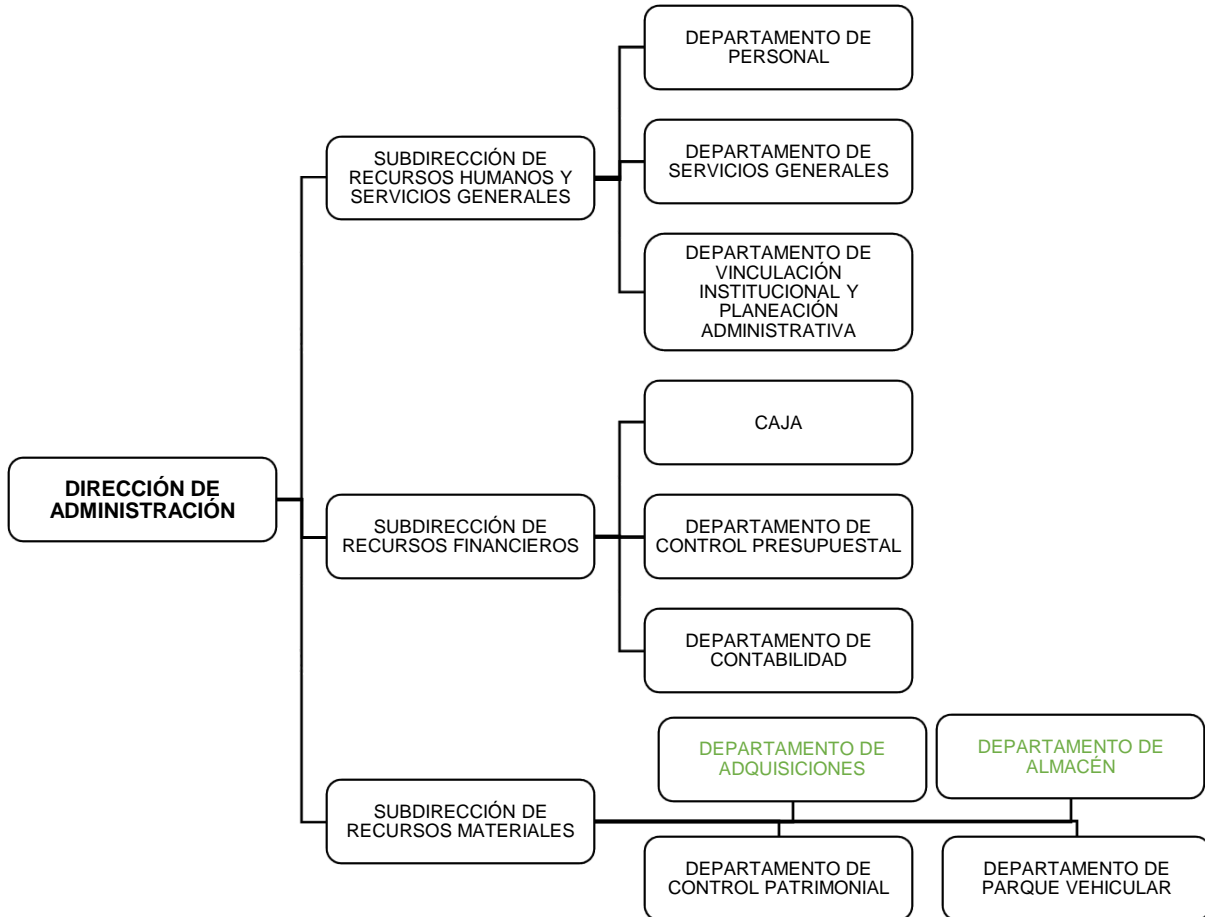 DEPARTAMENTO DE
PERSONAL
SUBDIRECCIÓN DE
RECURSOS HUMANOS Y
SERVICIOS GENERALES
DEPARTAMENTO DE
SERVICIOS GENERALES
DEPARTAMENTO DE
VINCULACIÓN
INSTITUCIONAL Y
PLANEACIÓN
ADMINISTRATIVA
CAJA
DIRECCIÓN DE
ADMINISTRACIÓN
SUBDIRECCIÓN DE
RECURSOS FINANCIEROS
DEPARTAMENTO DE
CONTROL PRESUPUESTAL
DEPARTAMENTO DE
CONTABILIDAD
DEPARTAMENTO DE
ADQUISICIONES
DEPARTAMENTO DE
ALMACÉN
SUBDIRECCIÓN DE
RECURSOS MATERIALES
DEPARTAMENTO DE
CONTROL PATRIMONIAL
DEPARTAMENTO DE
PARQUE VEHICULAR